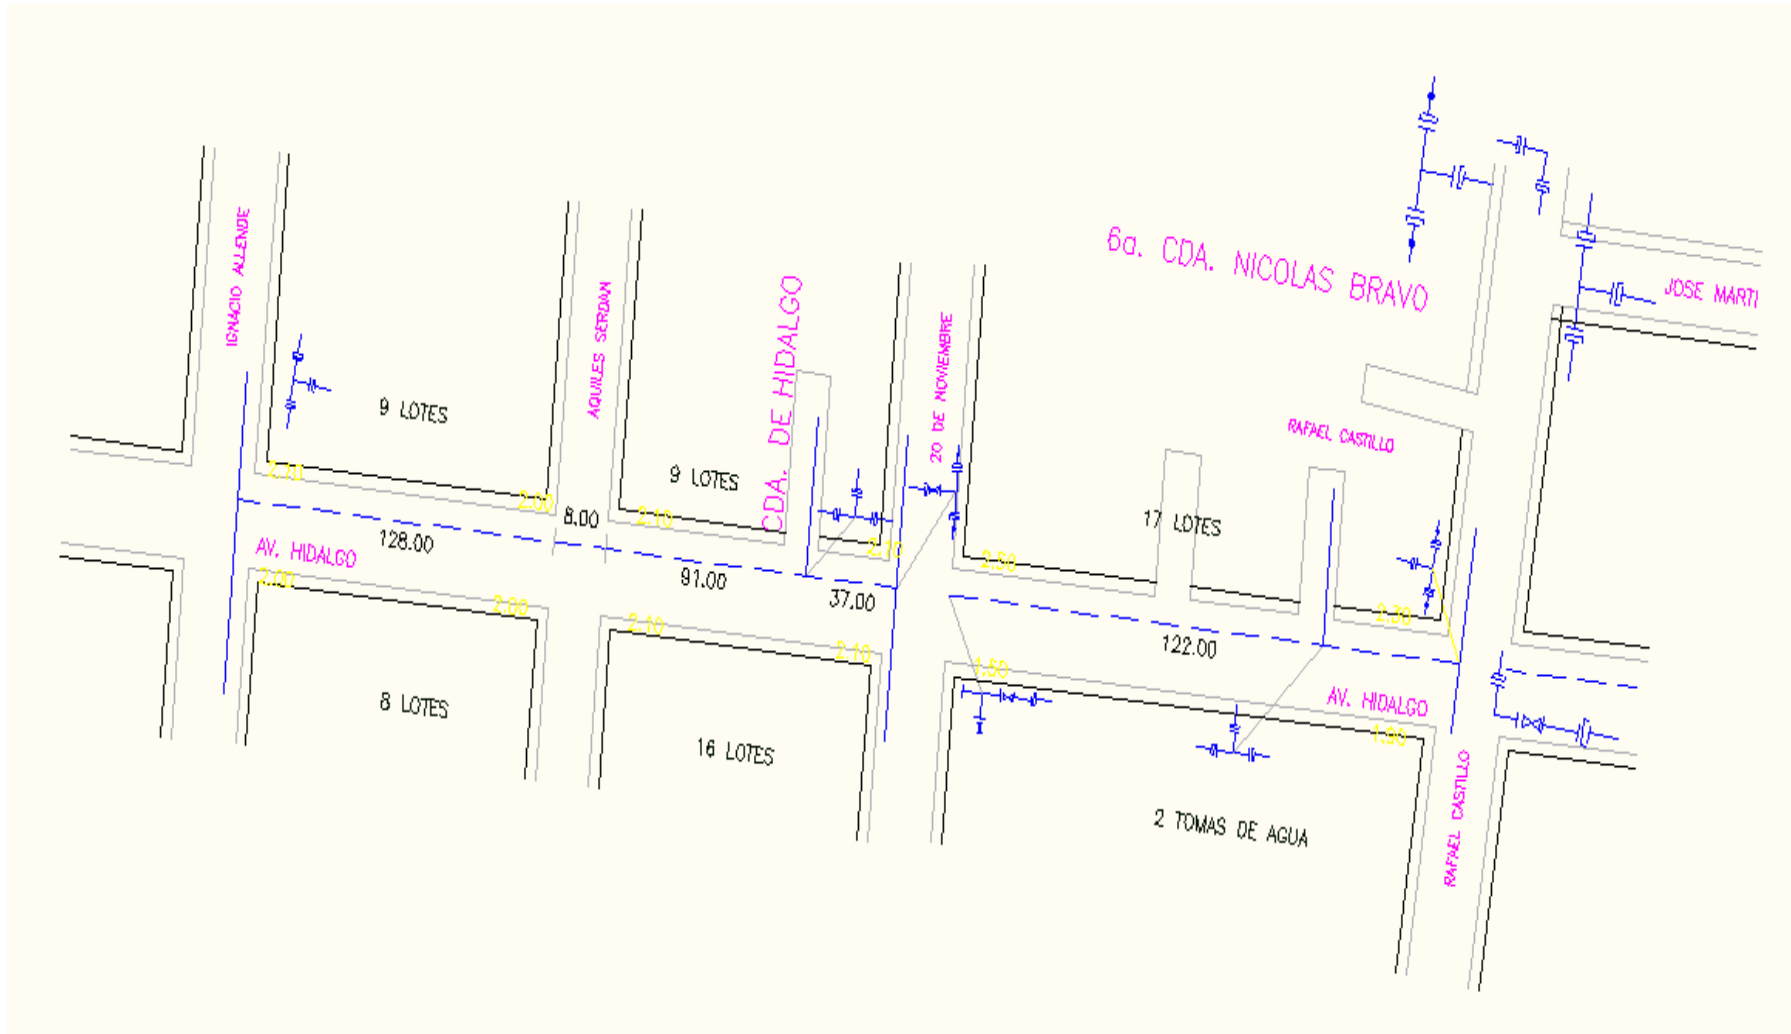 6a. CDA. NICOLAS BRAVO
JOSE MARTI
IGNACIO ALLENDE
AQUILES SERDAN
CDA. DE HIDALGO
20 DE NOVIEMBRE
RAFAEL CASTILLO
9 LOTES
9 LOTES
17 LOTES
2.10
2.00
8.00
2.10
2.10
2.50
2.30
AV. HIDALGO
128.00
91.00
37.00
122.00
2.00
2.00
2.10
2.10
1.50
AV. HIDALGO
1.90
8 LOTES
16 LOTES
2 TOMAS DE AGUA
RAFAEL CASTILLO